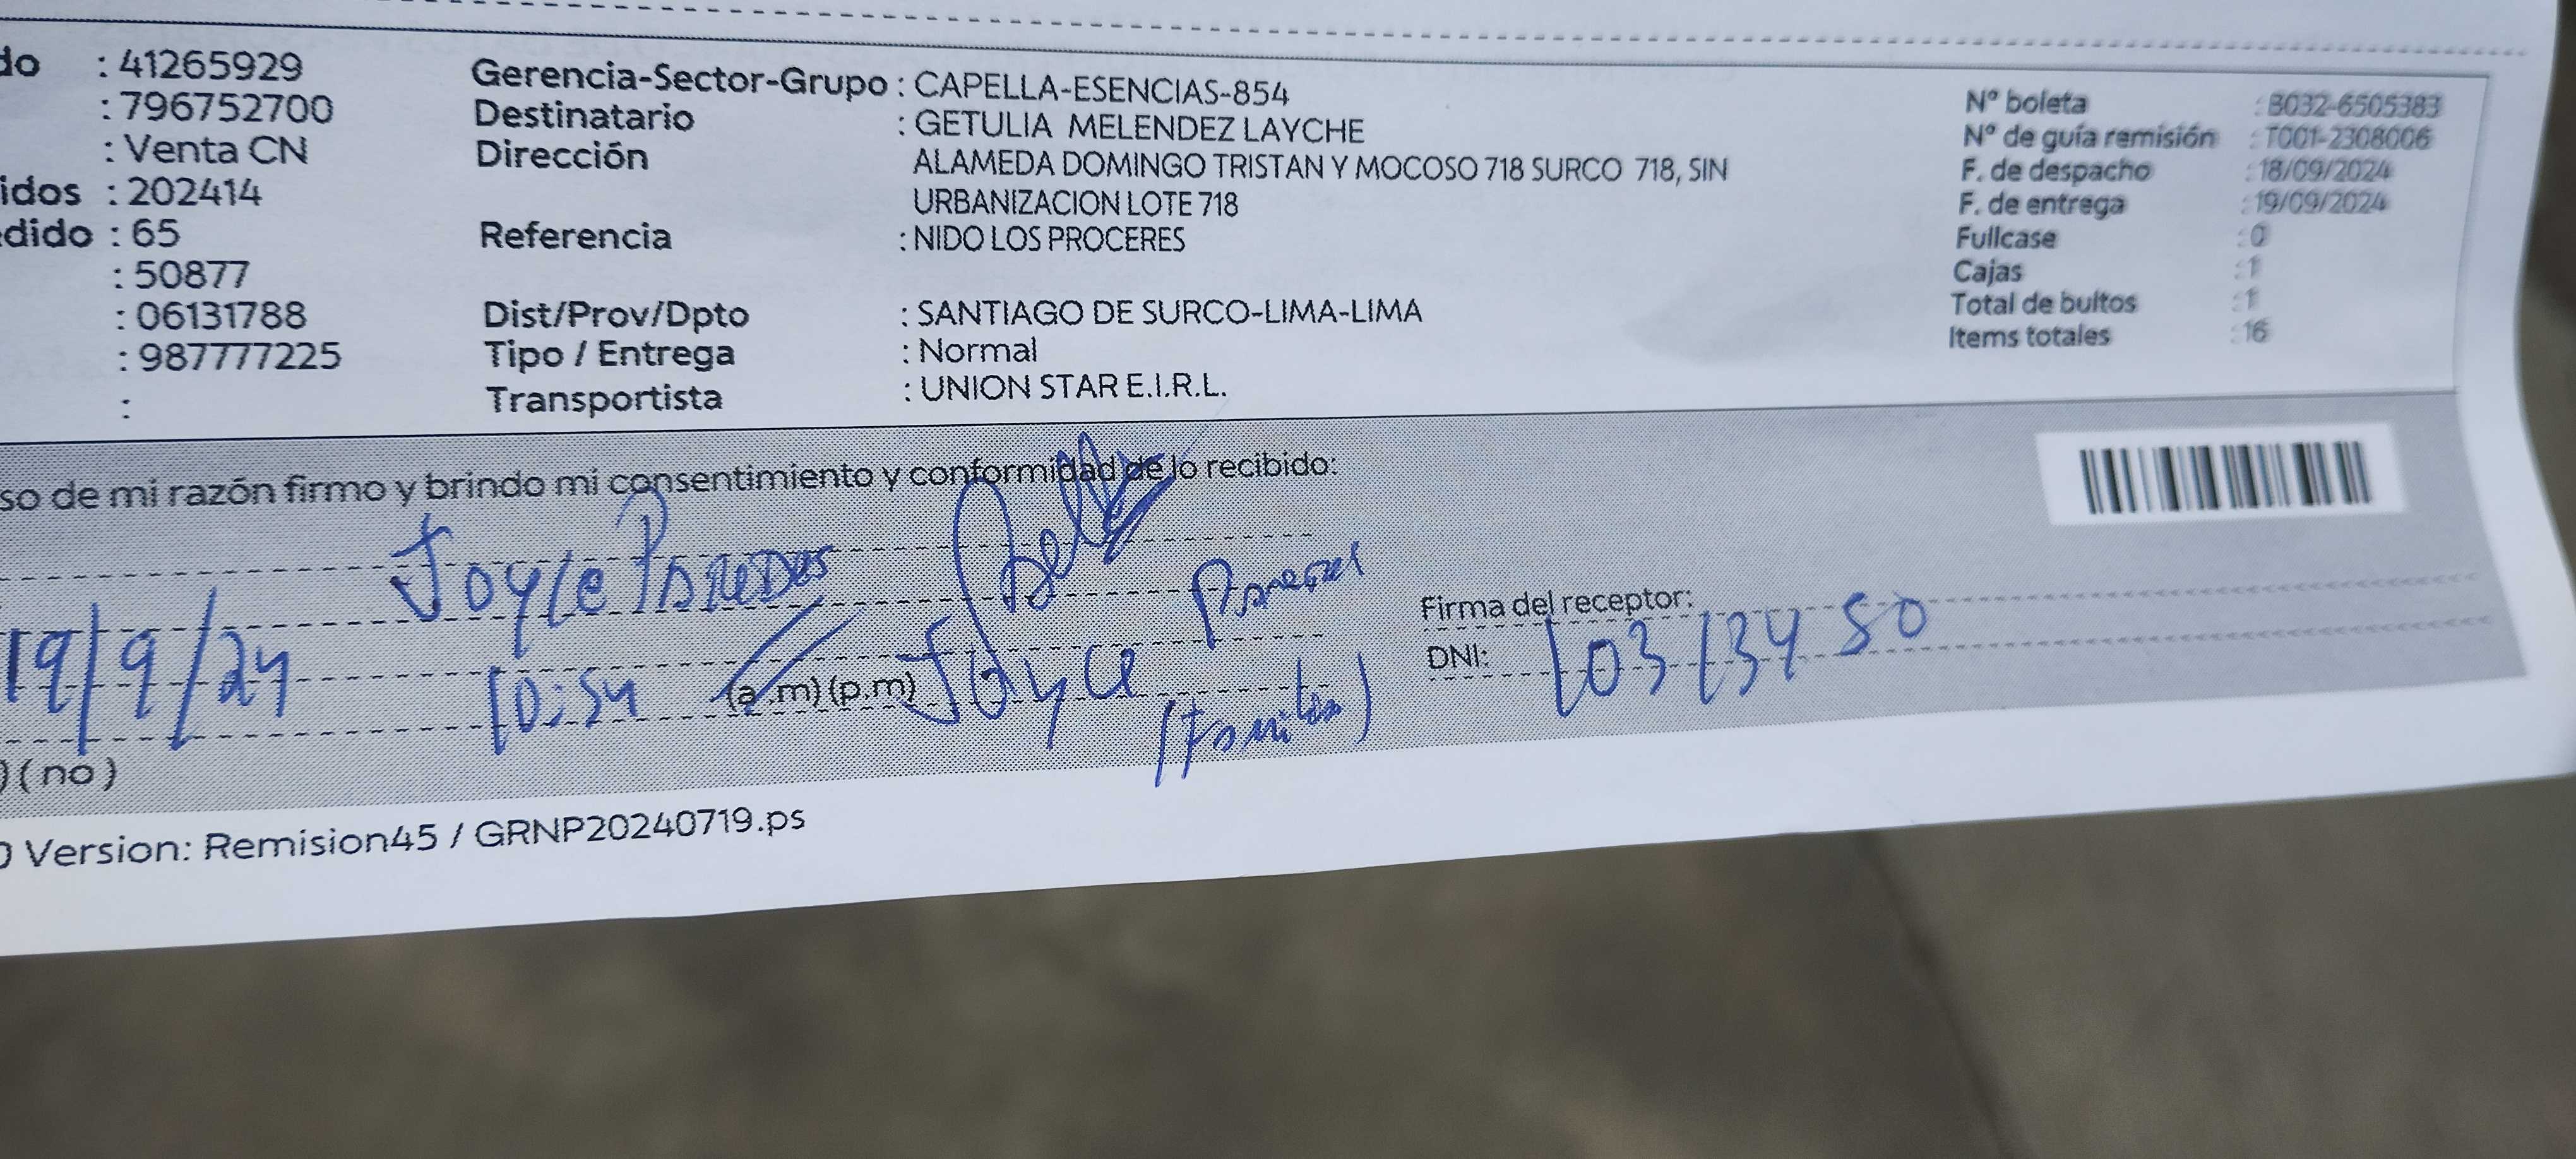 do : 41265929 Gerencia-Sector-Grupo : CAPELLA-ESENCIAS-854 N° boleta : B032-6505383
: 796752700 Destinatario : GETULIA MELENDEZ LAYCHE N° de guía remisión : T001-2308006
: Venta CN Dirección ALAMEDA DOMINGO TRISTAN Y MOCOSO 718 SURCO 718, SIN F. de despacho : 18/09/2024
idos : 202414 URBANIZACION LOTE 718 F. de entrega : 19/09/2024
dido : 65 Referencia : NIDO LOS PROCERES Fullcase : 0
: 50877 Cajas : 1
: 06131788 Dist/Prov/Dpto : SANTIAGO DE SURCO-LIMA-LIMA Total de bultos : 1
: 987777225 Tipo / Entrega : Normal Items totales : 16
: Transportista : UNION STAR E.I.R.L.
so de mi razón firmo y brindo mi consentimiento y conformidad de lo recibido:
Joyce Paredes
Firma del receptor:
19/9/24 10:54 (a.m) (p.m) Joyce DNI: 10313450
(Familia)
) (no)
Version: Remision45 / GRNP20240719.ps